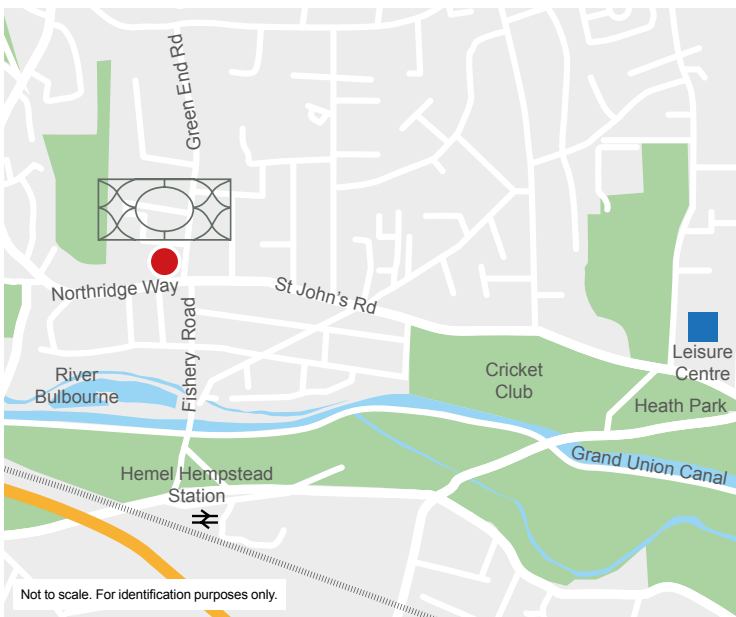 Green End Rd
Northridge Way
St John's Rd
Fishery Road
River
Bulbourne
Cricket
Club
Leisure
Centre
Heath Park
Grand Union Canal
Hemel Hempstead
Station
Not to scale. For identification purposes only.